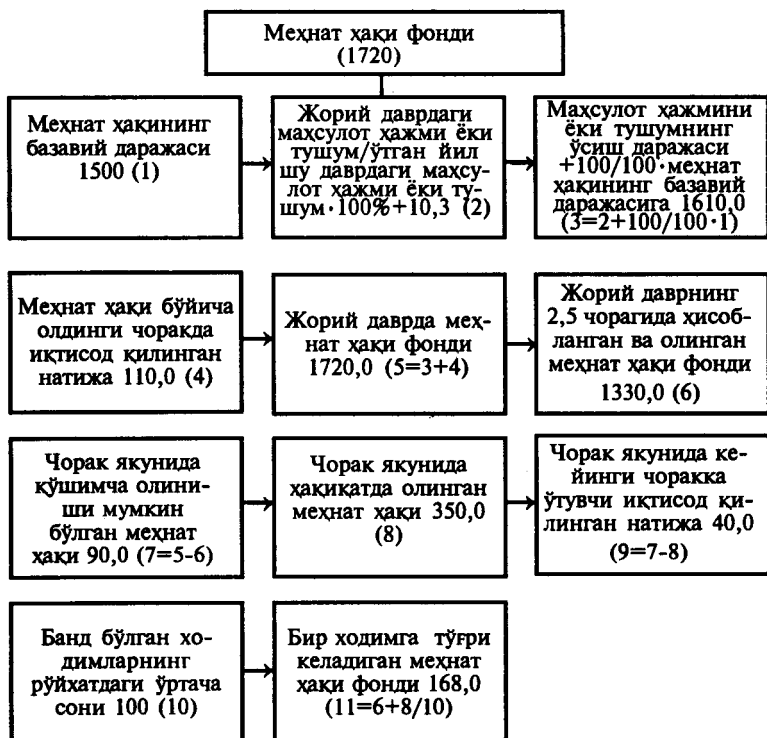 Меҳнат ҳақи фонди
(1720)
Меҳнат ҳақининг
базавий даражаси
1500 (1)
Жорий даврдаги
маҳсулот ҳажми ёки
тушум/ўтган йил
шу даврдаги маҳсу-
лот ҳажми ёки ту-
шум·100%+10,3 (2)
Маҳсулот ҳажмини
ёки тушумнинг
ўсиш даражаси
+100/100·меҳнат
ҳақининг базавий
даражасига 1610,0
(3=2+100/100·1)
Меҳнат ҳақи бўйича
олдинги чоракда
иқтисод қилинган
натижа 110,0 (4)
Жорий даврда меҳ-
нат ҳақи фонди
1720,0 (5=3+4)
Жорий даврнинг
2,5 чорагида ҳисоб-
ланган ва олинган
меҳнат ҳақи фонди
1330,0 (6)
Чорак якунида
қўшимча олини-
ши мумкин
бўлган меҳнат
ҳақи 90,0 (7=5-6)
Чорак якунида
ҳақиқатда олинган
меҳнат ҳақи 350,0
(8)
Чорак якунида ке-
йинги чоракка
ўтувчи иқтисод қи-
линган натижа 40,0
(9=7-8)
Банд бўлган хо-
димларнинг
рўйхатдаги ўртача
сони 100 (10)
Бир ходимга тўғри
келадиган меҳнат
ҳақи фонди 168,0
(11=6+8/10)